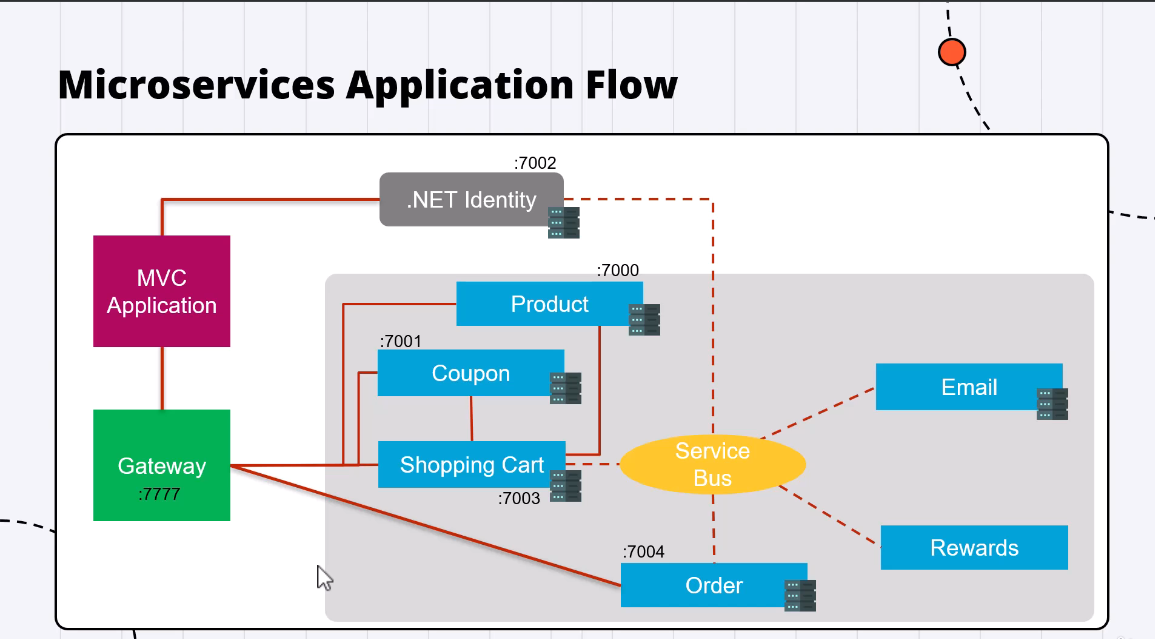 Microservices Application Flow
:7002
.NET Identity
MVC
Application
:7000
Product
:7001
Coupon
Email
Gateway
:7777
Shopping Cart
:7003
Service
Bus
Rewards
:7004
Order